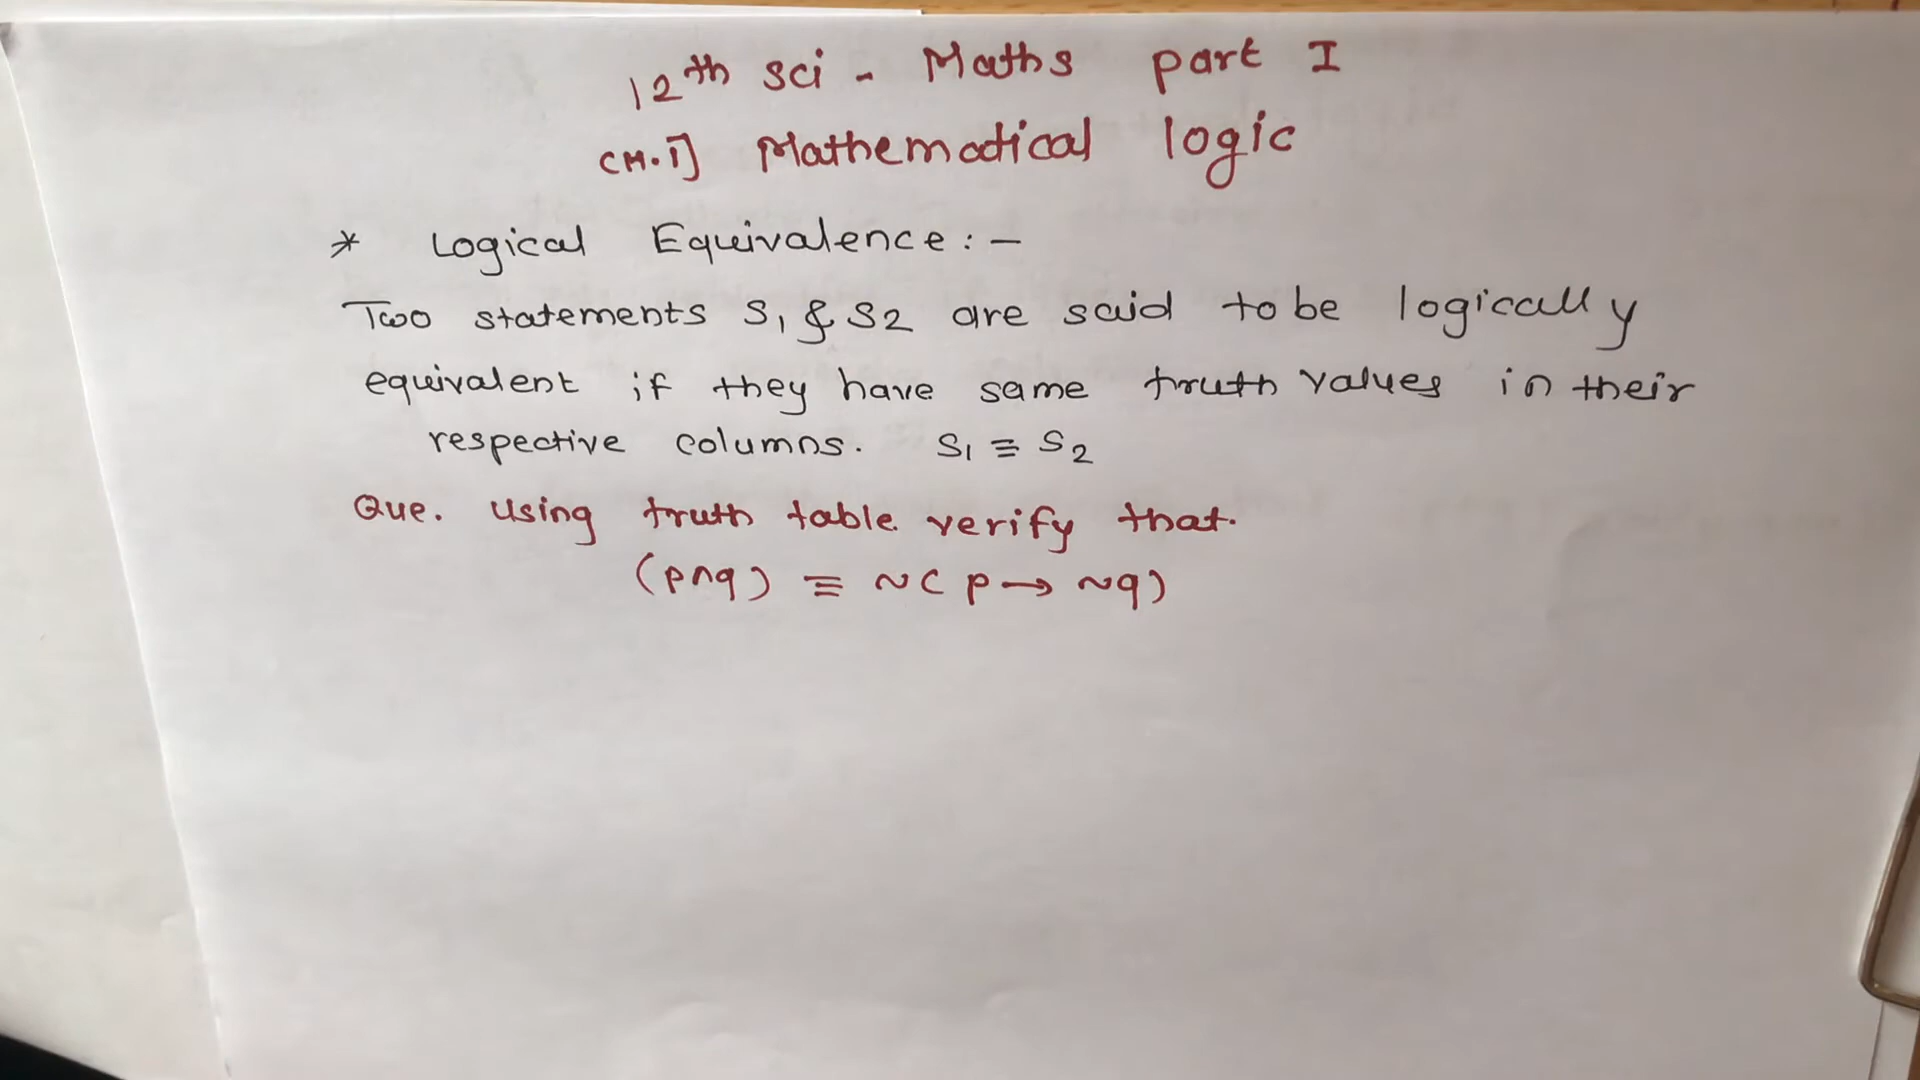 12th sci - Maths part I
CH.1] Mathematical logic
* Logical Equivalence:-
Two statements S1 & S2 are said to be logically
equivalent if they have same truth values in their
respective columns. S1 ≡ S2
Que. Using truth table verify that.
(p∧q) ≡ ~(p→ ~q)